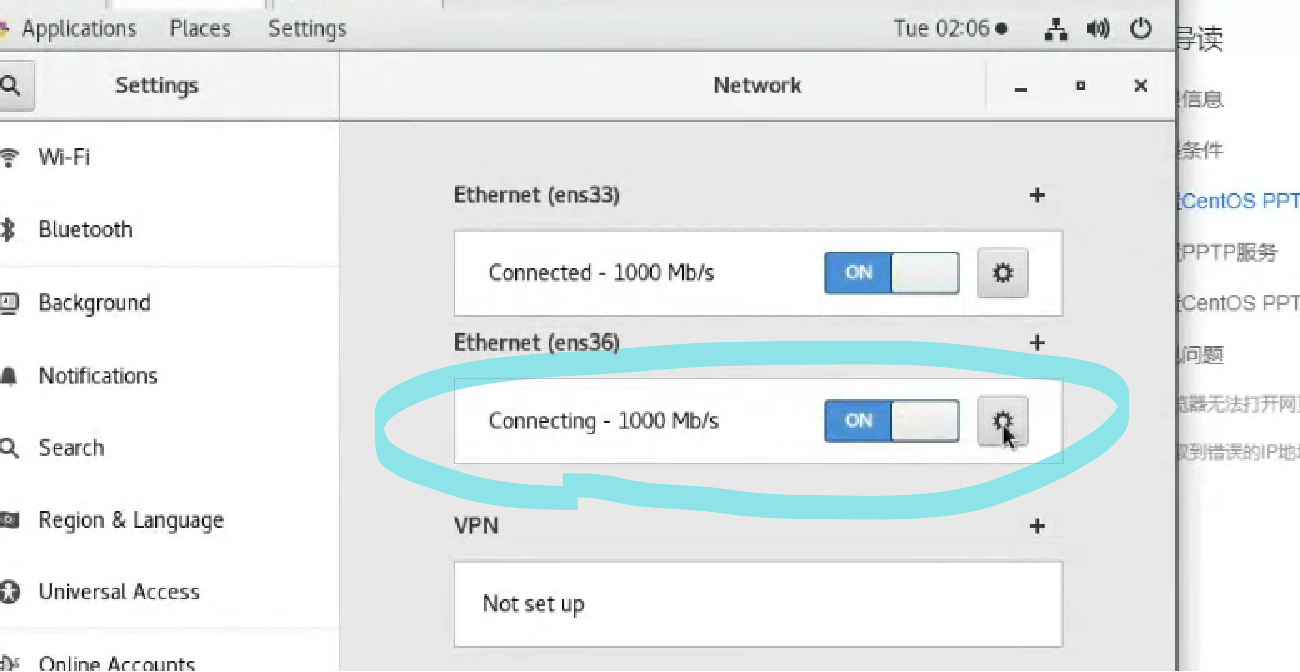 Applications Places Settings Tue 02:06
Settings Network
Wi-Fi
Bluetooth
Background
Notifications
Search
Region & Language
Universal Access
Online Accounts
Ethernet (ens33)
Connected - 1000 Mb/s ON
Ethernet (ens36)
Connecting - 1000 Mb/s ON
VPN
Not set up
导读
信息
条件
CentOS PPT
PPTP服务
CentOS PPT
问题
览器无法打开网
取到错误的IP地